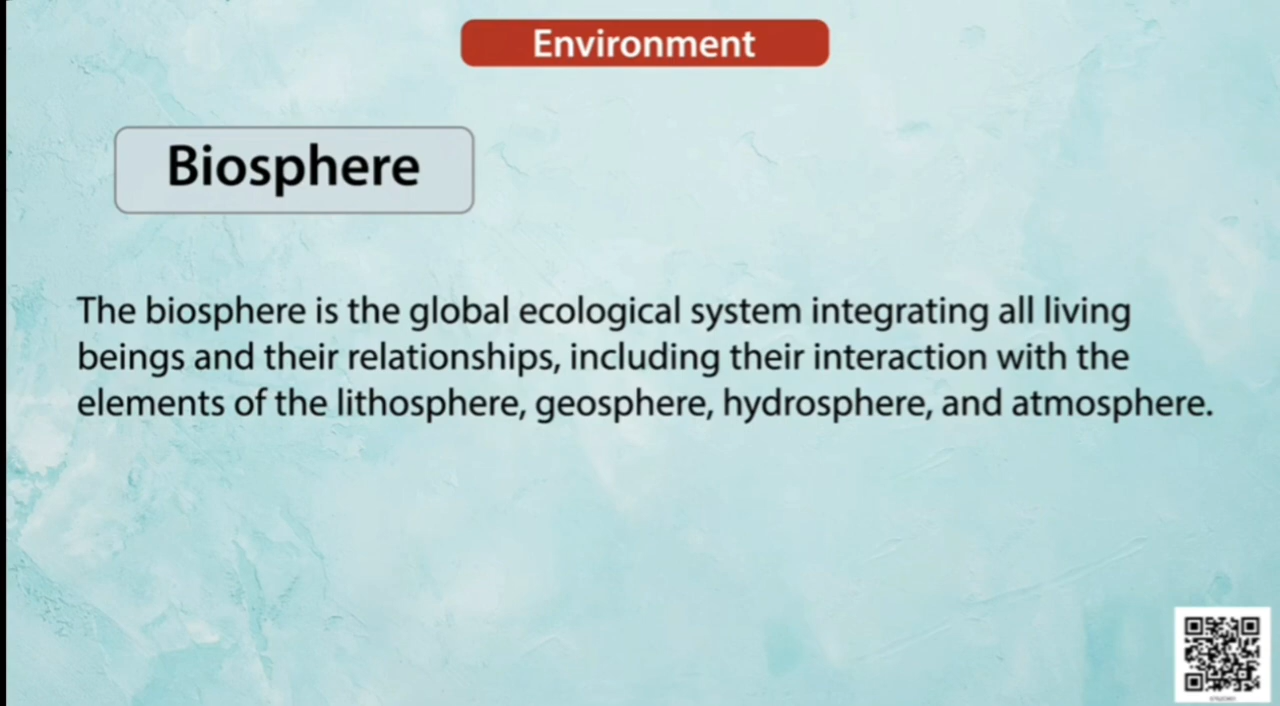 Environment
Biosphere
The biosphere is the global ecological system integrating all living
beings and their relationships, including their interaction with the
elements of the lithosphere, geosphere, hydrosphere, and atmosphere.